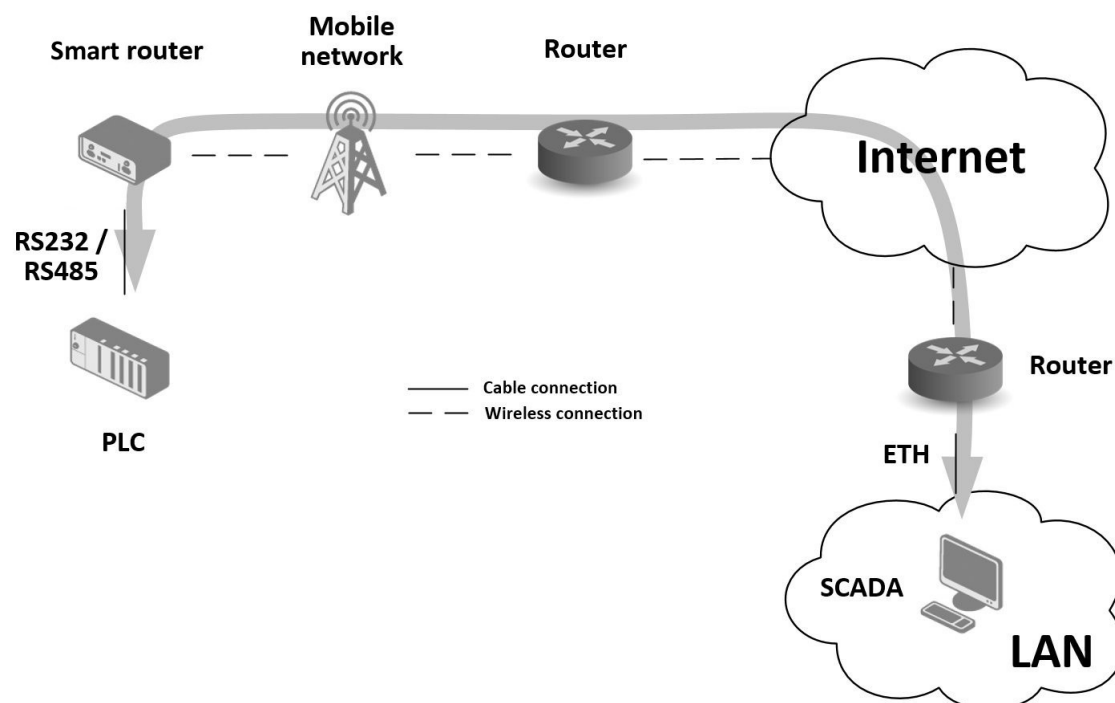 Smart router
Mobile
network
Router
Internet
RS232 /
RS485
PLC
Cable connection
Wireless connection
Router
ETH
SCADA
LAN